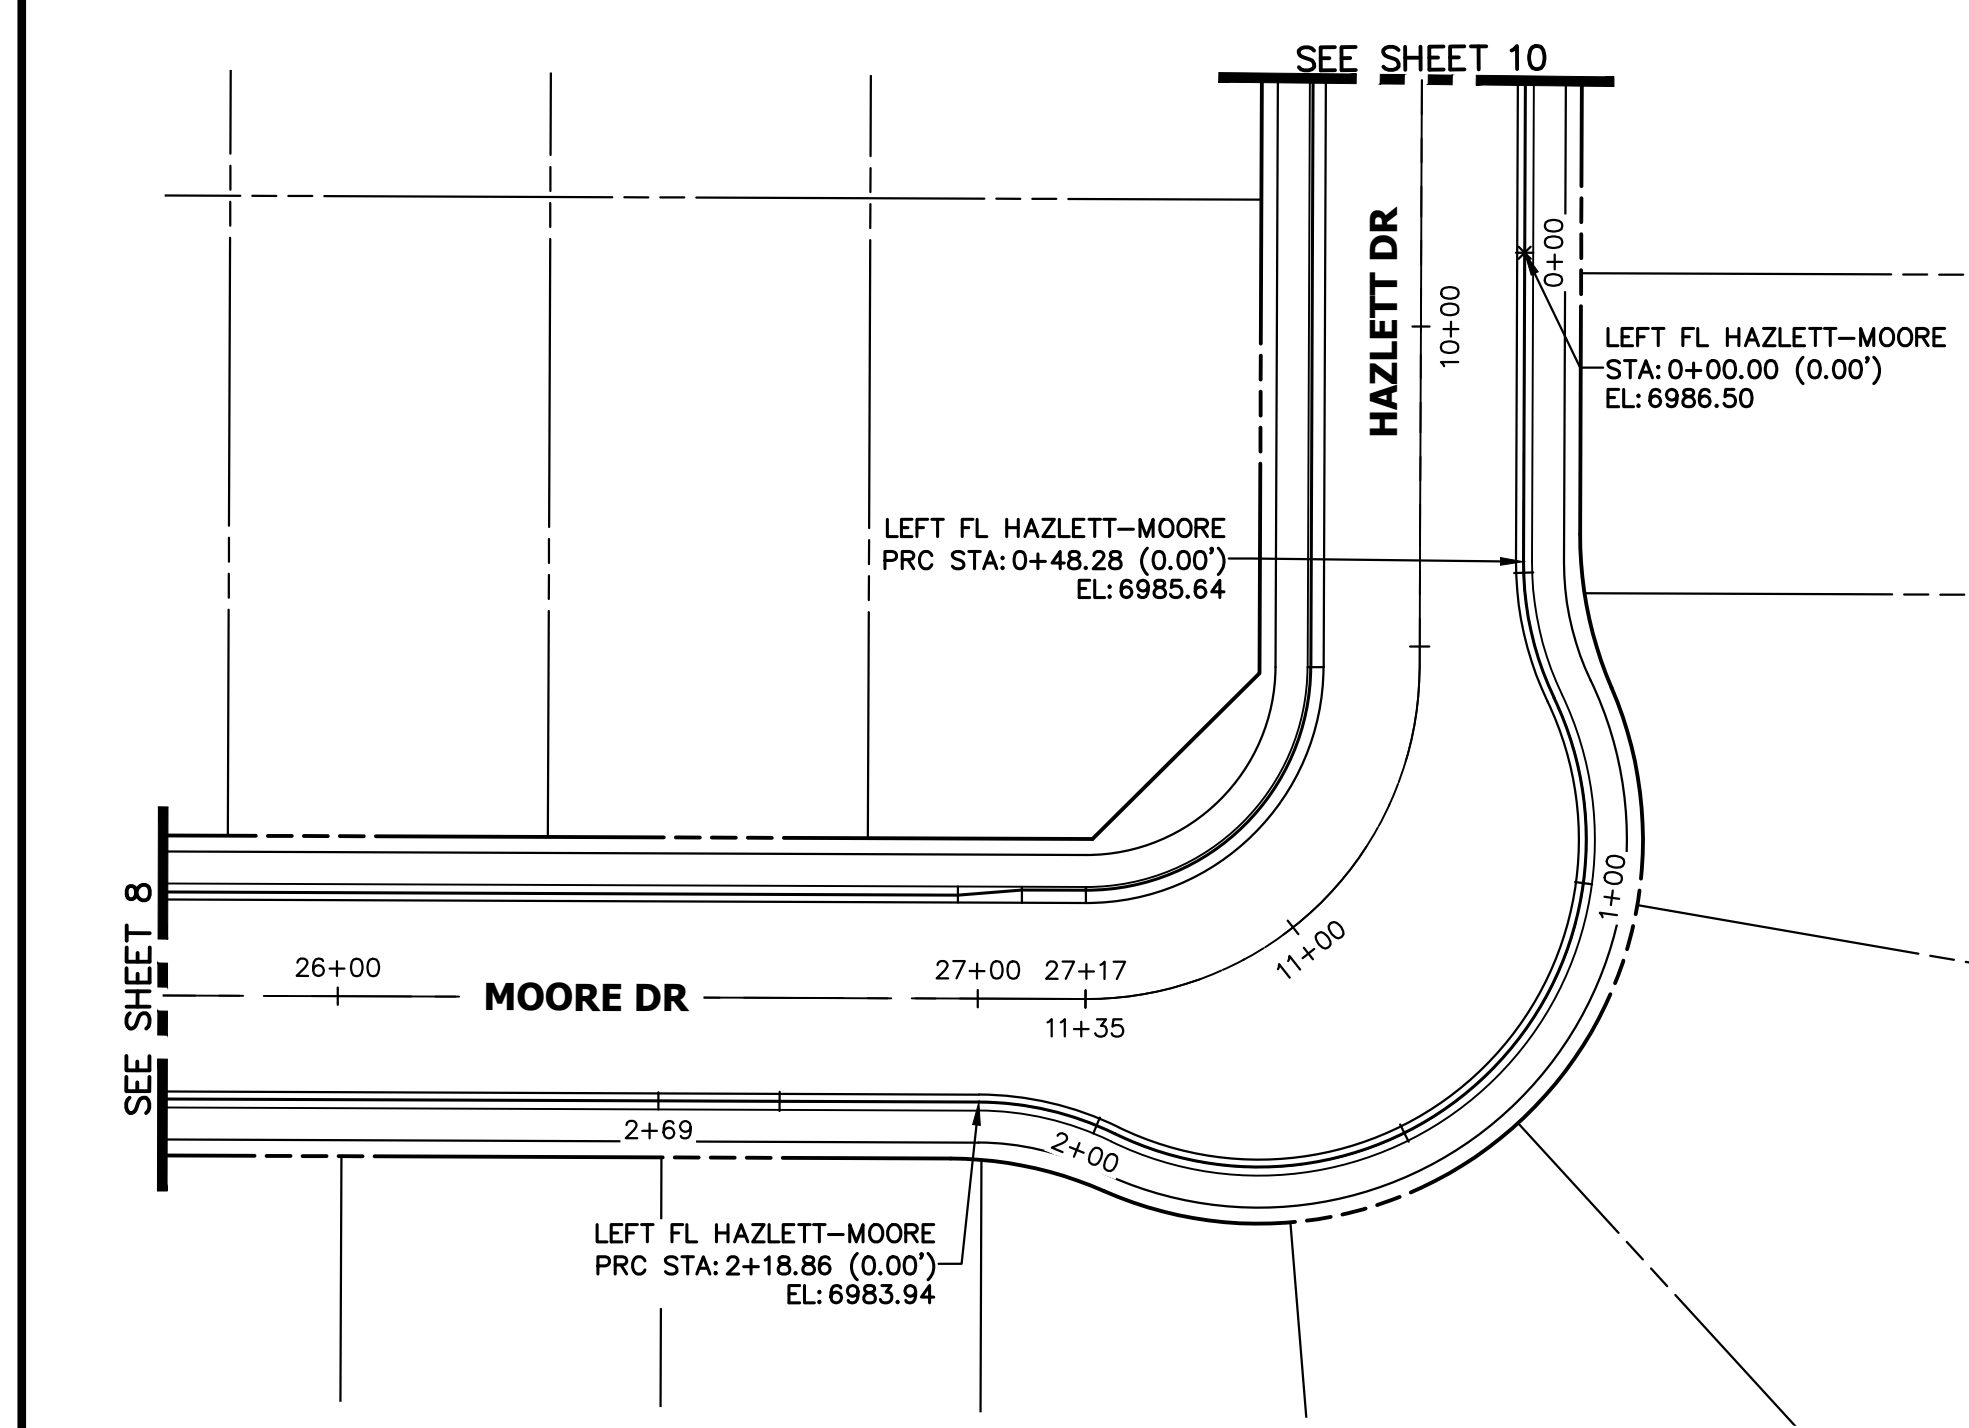 SEE SHEET 10
HAZLETT DR
10+00
0+00
LEFT FL HAZLETT-MOORE
STA: 0+00.00 (0.00')
EL: 6986.50
LEFT FL HAZLETT-MOORE
PRC STA: 0+48.28 (0.00')
EL: 6985.64
SEE SHEET 8
26+00
MOORE DR
27+00
27+17
11+35
11+00
1+00
2+69
2+00
LEFT FL HAZLETT-MOORE
PRC STA: 2+18.86 (0.00')
EL: 6983.94